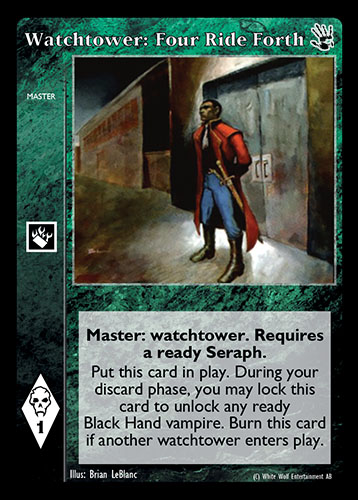 Watchtower: Four Ride Forth
MASTER
Master: watchtower. Requires
a ready Seraph.
Put this card in play. During your
discard phase, you may lock this
card to unlock any ready
Black Hand vampire. Burn this card
if another watchtower enters play.
1
Illus: Brian LeBlanc
(C) White Wolf Entertainment AB